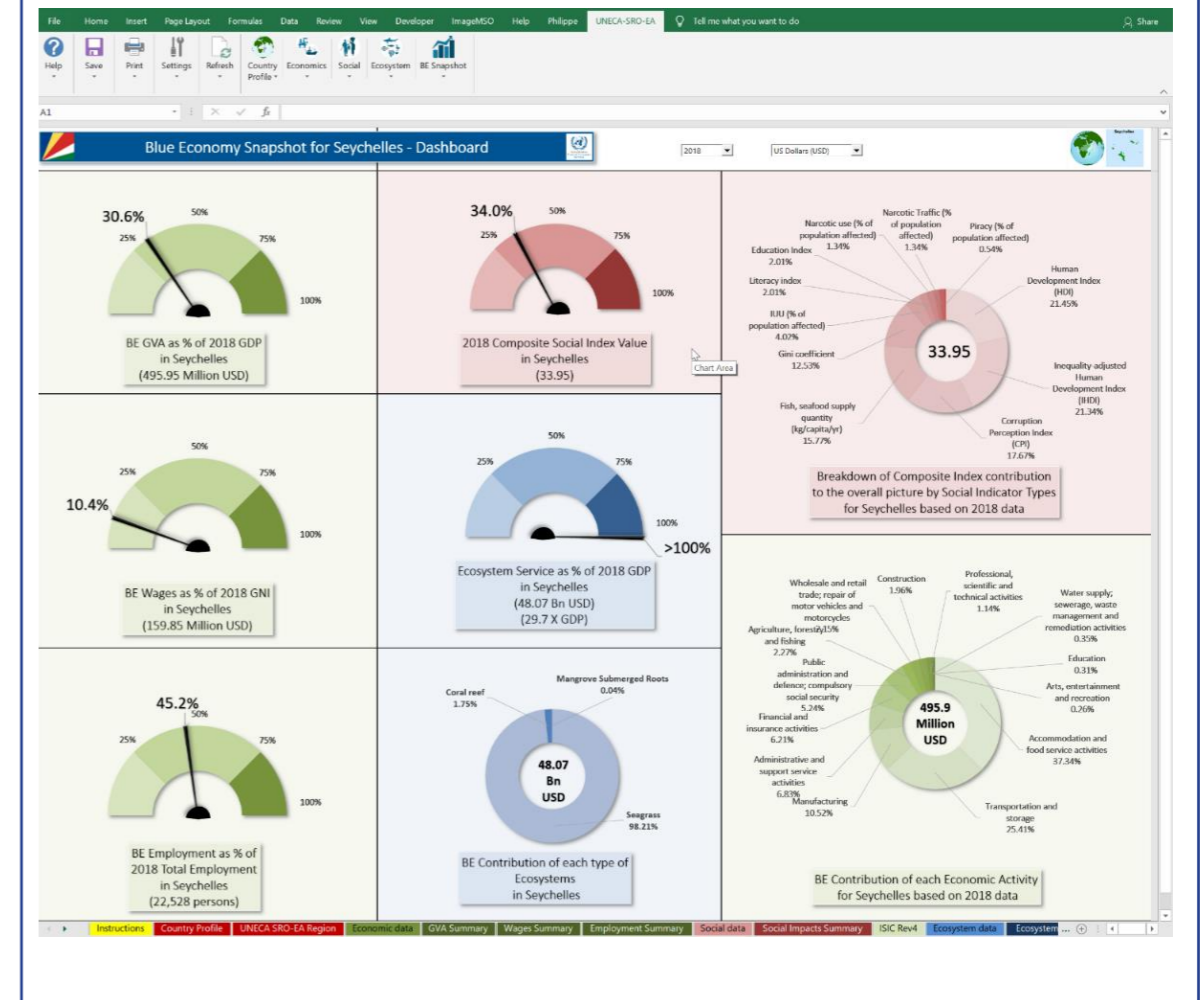 File Home Insert Page Layout Formulas Data Review View Developer ImageMSO Help Philippe UNECA-SRO-EA Tell me what you want to do Share
Help Save Print Settings Refresh Country Profile Economics Social Ecosystem BE Snapshot
A1
fx
Blue Economy Snapshot for Seychelles - Dashboard
2018
US Dollars (USD)
Seychelles
30.6%
25%
50%
75%
100%
BE GVA as % of 2018 GDP
in Seychelles
(495.95 Million USD)
34.0%
25%
50%
75%
100%
2018 Composite Social Index Value
in Seychelles
(33.95)
Chart Area
Narcotic Traffic (%
of population
affected)
1.34%
Narcotic use (% of
population affected)
1.34%
Piracy (% of
population affected)
0.54%
Education Index
2.01%
Literacy index
2.01%
IUU (% of
population affected)
4.02%
Gini coefficient
12.53%
Fish, seafood supply
quantity
(kg/capita/yr)
15.77%
Human
Development Index
(HDI)
21.45%
Inequality-adjusted
Human
Development Index
(IHDI)
21.34%
Corruption
Perception Index
(CPI)
17.67%
33.95
Breakdown of Composite Index contribution
to the overall picture by Social Indicator Types
for Seychelles based on 2018 data
10.4%
25%
50%
75%
100%
BE Wages as % of 2018 GNI
in Seychelles
(159.85 Million USD)
25%
50%
75%
100%
>100%
Ecosystem Service as % of 2018 GDP
in Seychelles
(48.07 Bn USD)
(29.7 X GDP)
45.2%
25%
50%
75%
100%
BE Employment as % of
2018 Total Employment
in Seychelles
(22,528 persons)
Coral reef
1.75%
Mangrove Submerged Roots
0.04%
48.07
Bn
USD
Seagrass
98.21%
BE Contribution of each type of
Ecosystems
in Seychelles
Wholesale and retail
trade; repair of
motor vehicles and
motorcycles
Construction
1.96%
Professional,
scientific and
technical activities
1.14%
Water supply;
sewerage, waste
management and
remediation activities
0.35%
Agriculture, forestry
and fishing
2.27%
Education
0.31%
Public
administration and
defence; compulsory
social security
5.24%
Arts, entertainment
and recreation
0.26%
Financial and
insurance activities
6.21%
Accommodation and
food service activities
37.34%
Administrative and
support service
activities
6.83%
Manufacturing
10.52%
Transportation and
storage
25.41%
495.9
Million
USD
BE Contribution of each Economic Activity
for Seychelles based on 2018 data
Instructions Country Profile UNECA SRO-EA Region Economic data GVA Summary Wages Summary Employment Summary Social data Social Impacts Summary ISIC Rev4 Ecosystem data Ecosystem ...